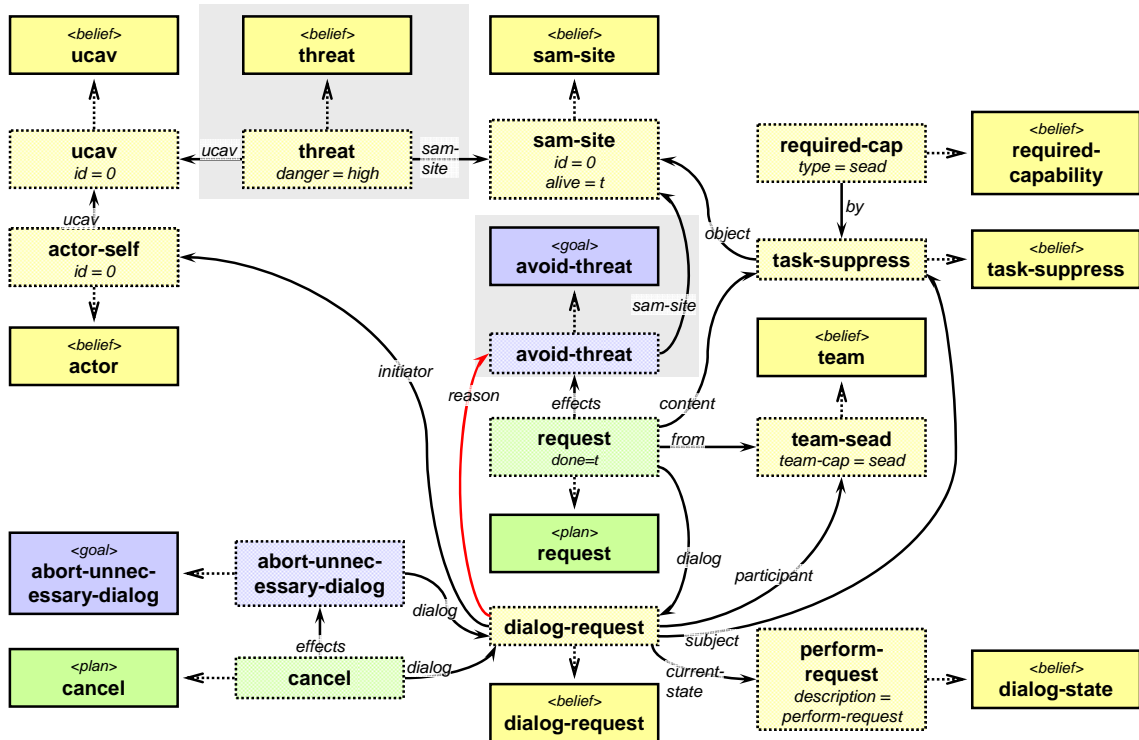 <belief>
ucav
<belief>
threat
<belief>
sam-site
ucav
id = 0
ucav
threat
danger = high
sam-
site
sam-site
id = 0
alive = t
required-cap
type = sead
<belief>
required-
capability
by
ucav
actor-self
id = 0
<goal>
avoid-threat
object
task-suppress
<belief>
task-suppress
sam-site
<belief>
actor
avoid-threat
<belief>
team
initiator
reason
effects
content
request
done=t
from
team-sead
team-cap = sead
<plan>
request
dialog
participant
<goal>
abort-unnec-
essary-dialog
abort-unnec-
essary-dialog
dialog
dialog-request
subject
effects
<plan>
cancel
cancel
dialog
current-
state
perform-
request
description =
perform-request
<belief>
dialog-state
<belief>
dialog-request